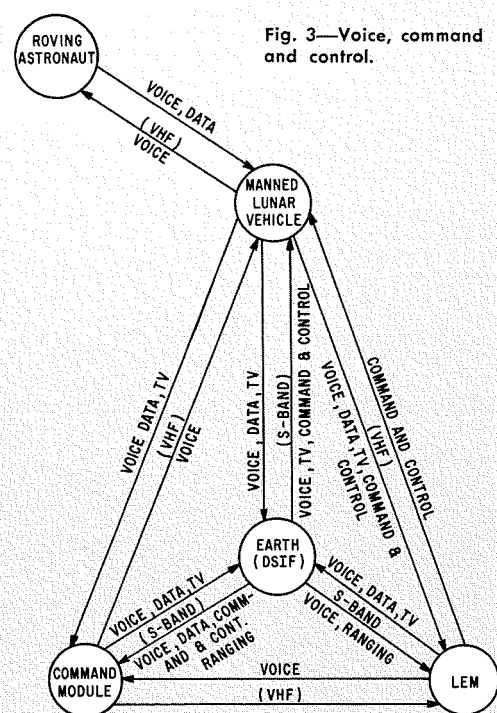 Fig. 3—Voice, command
and control.
ROVING
ASTRONAUT
VOICE, DATA
(VHF)
VOICE
MANNED
LUNAR
VEHICLE
VOICE DATA, TV
(VHF)
VOICE
VOICE, DATA, TV
(S-BAND)
VOICE, TV, COMMAND & CONTROL
COMMAND AND CONTROL
(VHF)
VOICE, DATA, TV, COMMAND &
CONTROL
EARTH
(DSIF)
VOICE, DATA, TV
(S-BAND)
VOICE, DATA, COMM-
AND & CONT.
RANGING
VOICE, DATA, TV
S-BAND
VOICE, RANGING
COMMAND
MODULE
VOICE
(VHF)
LEM